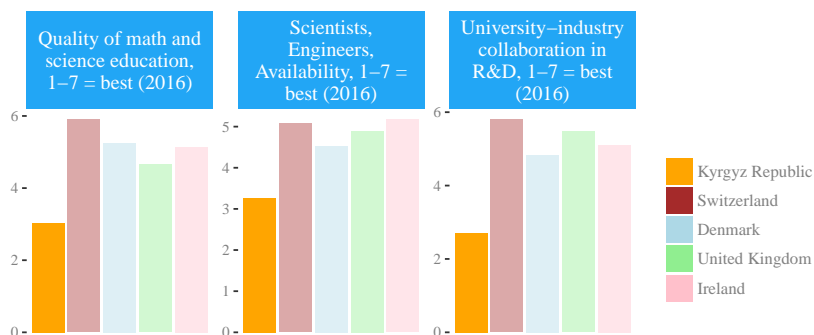 Quality of math and
science education,
1−7 = best (2016)
Scientists,
Engineers,
Availability, 1−7 =
best (2016)
University−industry
collaboration in
R&D, 1−7 = best
(2016)
6
4
2
0
5
4
3
2
1
0
6
4
2
0
Kyrgyz Republic
Switzerland
Denmark
United Kingdom
Ireland